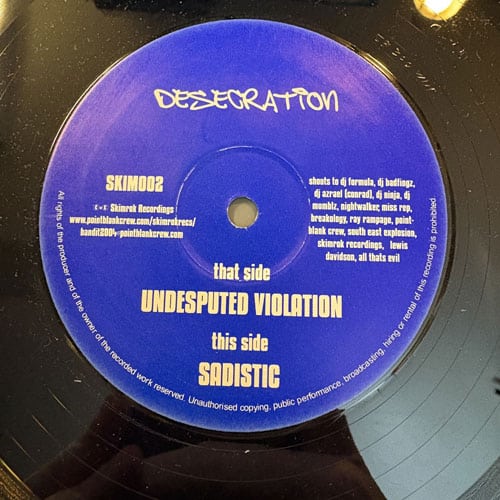 DESECRATION
SKIM002
Skimrok Recordings
www.pointblankcrew.com/skimrokrecs/
bandit2004@pointblankcrew.com
shouts to dj formula, dj badlingz,
dj azrael (conrad), dj ninja, dj
mumblz, nightwalker, miss rep,
breakology, ray rampage, point-
blank crew, south east explosion,
skimrok recordings, lewis
davidson, all thats evil
that side
UNDESPUTED VIOLATION
this side
SADISTIC
All rights of the producer and of the owner of the recorded work reserved. Unauthorised copying, public performance, broadcasting, hiring or rental of this recording is prohibited